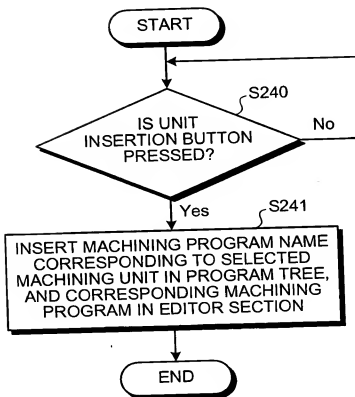 START
S240
IS UNIT
INSERTION BUTTON
PRESSED?
No
Yes
S241
INSERT MACHINING PROGRAM NAME
CORRESPONDING TO SELECTED
MACHINING UNIT IN PROGRAM TREE,
AND CORRESPONDING MACHINING
PROGRAM IN EDITOR SECTION
END